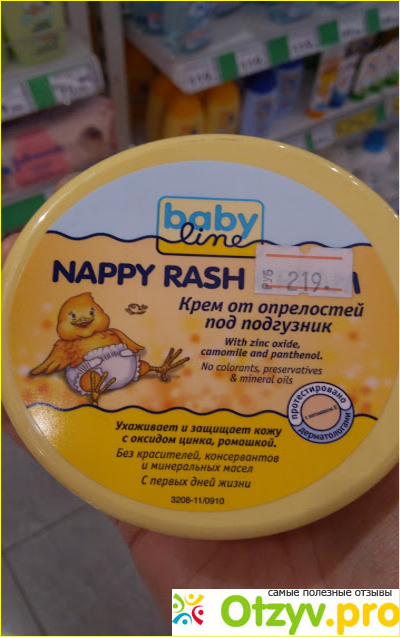 baby
line
NAPPY RASH
РУБ 219.
Крем от опрелостей
под подгузник
With zinc oxide,
camomile and panthenol.
No colorants, preservatives
& mineral oils
протестировано
с витамином Е
дерматологами
Ухаживает и защищает кожу
с оксидом цинка, ромашкой.
Без красителей, консервантов
и минеральных масел
С первых дней жизни
3208-11/0910
самые полезные отзывы
Otzyv.pro